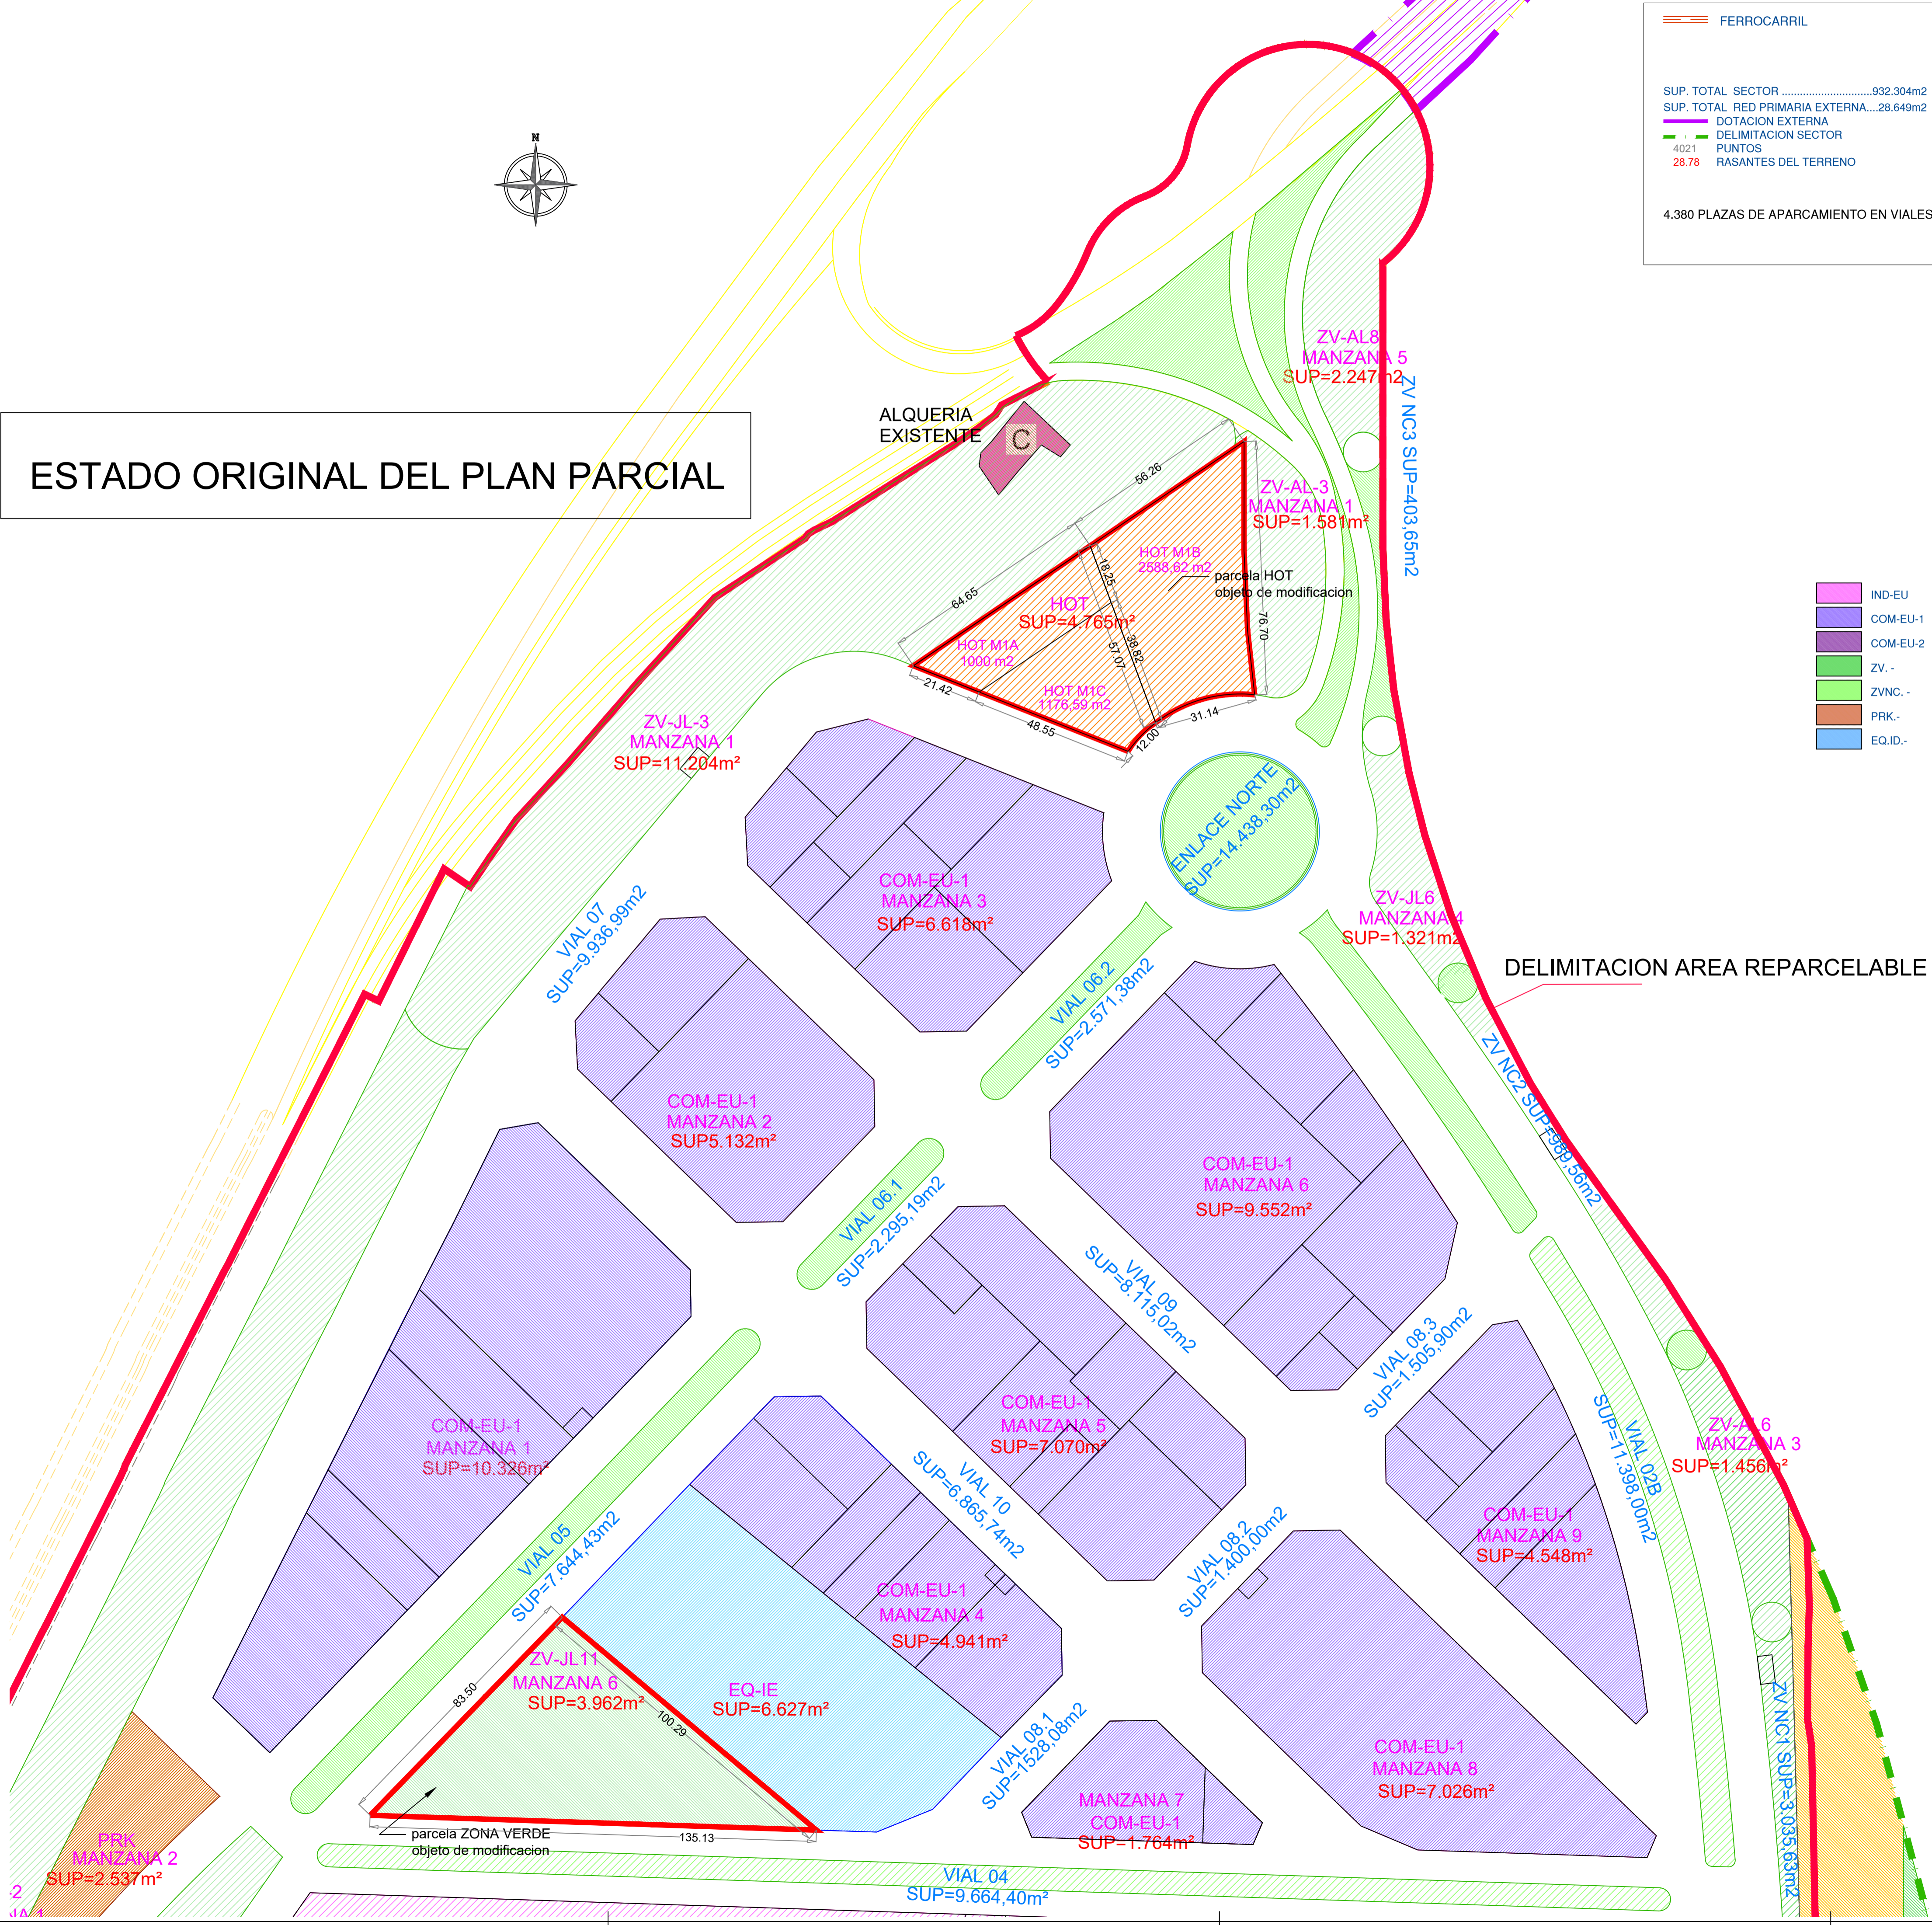 FERROCARRIL
SUP. TOTAL SECTOR ..............................932.304m2
SUP. TOTAL RED PRIMARIA EXTERNA....28.649m2
DOTACION EXTERNA
DELIMITACION SECTOR
4021 PUNTOS
28.78 RASANTES DEL TERRENO
4.380 PLAZAS DE APARCAMIENTO EN VIALES
N
ESTADO ORIGINAL DEL PLAN PARCIAL
ALQUERIA
EXISTENTE
C
ZV-AL8
MANZANA 5
SUP=2.247m2
ZV NC3 SUP=403,65m2
ZV-AL-3
MANZANA 1
SUP=1.581m²
56.26
64.65
HOT M1B
2588,62 m2
parcela HOT
objeto de modificacion
18.25
HOT
SUP=4.765m²
38.82
57.07
76.70
HOT M1A
1000 m2
HOT M1C
1176,59 m2
21.42
48.55
12.00
31.14
IND-EU
COM-EU-1
COM-EU-2
ZV. -
ZVNC. -
PRK.-
EQ.ID.-
ZV-JL-3
MANZANA 1
SUP=11.204m²
ENLACE NORTE
SUP=14.438,30m2
COM-EU-1
MANZANA 3
SUP=6.618m²
ZV-JL6
MANZANA 4
SUP=1.321m2
VIAL 07
SUP=9.936,99m2
DELIMITACION AREA REPARCELABLE
VIAL 06.2
SUP=2.571,38m2
COM-EU-1
MANZANA 2
SUP5.132m²
ZV NC2 SUP=989,56m2
COM-EU-1
MANZANA 6
SUP=9.552m²
VIAL 06.1
SUP=2.295,19m2
VIAL 09
SUP=8.115,02m2
VIAL 08.3
SUP=1.505,90m2
COM-EU-1
MANZANA 5
SUP=7.070m²
COM-EU-1
MANZANA 1
SUP=10.326m²
VIAL 02B
SUP=11.398,00m2
ZV-AL6
MANZANA 3
SUP=1.456m²
VIAL 10
SUP=6.865,74m2
COM-EU-1
MANZANA 9
SUP=4.548m²
VIAL 05
SUP=7.644,43m2
VIAL 08.2
SUP=1.400,00m2
COM-EU-1
MANZANA 4
SUP=4.941m²
ZV-JL11
MANZANA 6
SUP=3.962m²
83.50
100.29
135.13
EQ-IE
SUP=6.627m²
VIAL 08.1
SUP=1528,08m2
COM-EU-1
MANZANA 8
SUP=7.026m²
ZV NC1 SUP=3.035,63m2
MANZANA 7
COM-EU-1
SUP=1.764m²
parcela ZONA VERDE
objeto de modificacion
PRK
MANZANA 2
SUP=2.537m²
VIAL 04
SUP=9.664,40m²